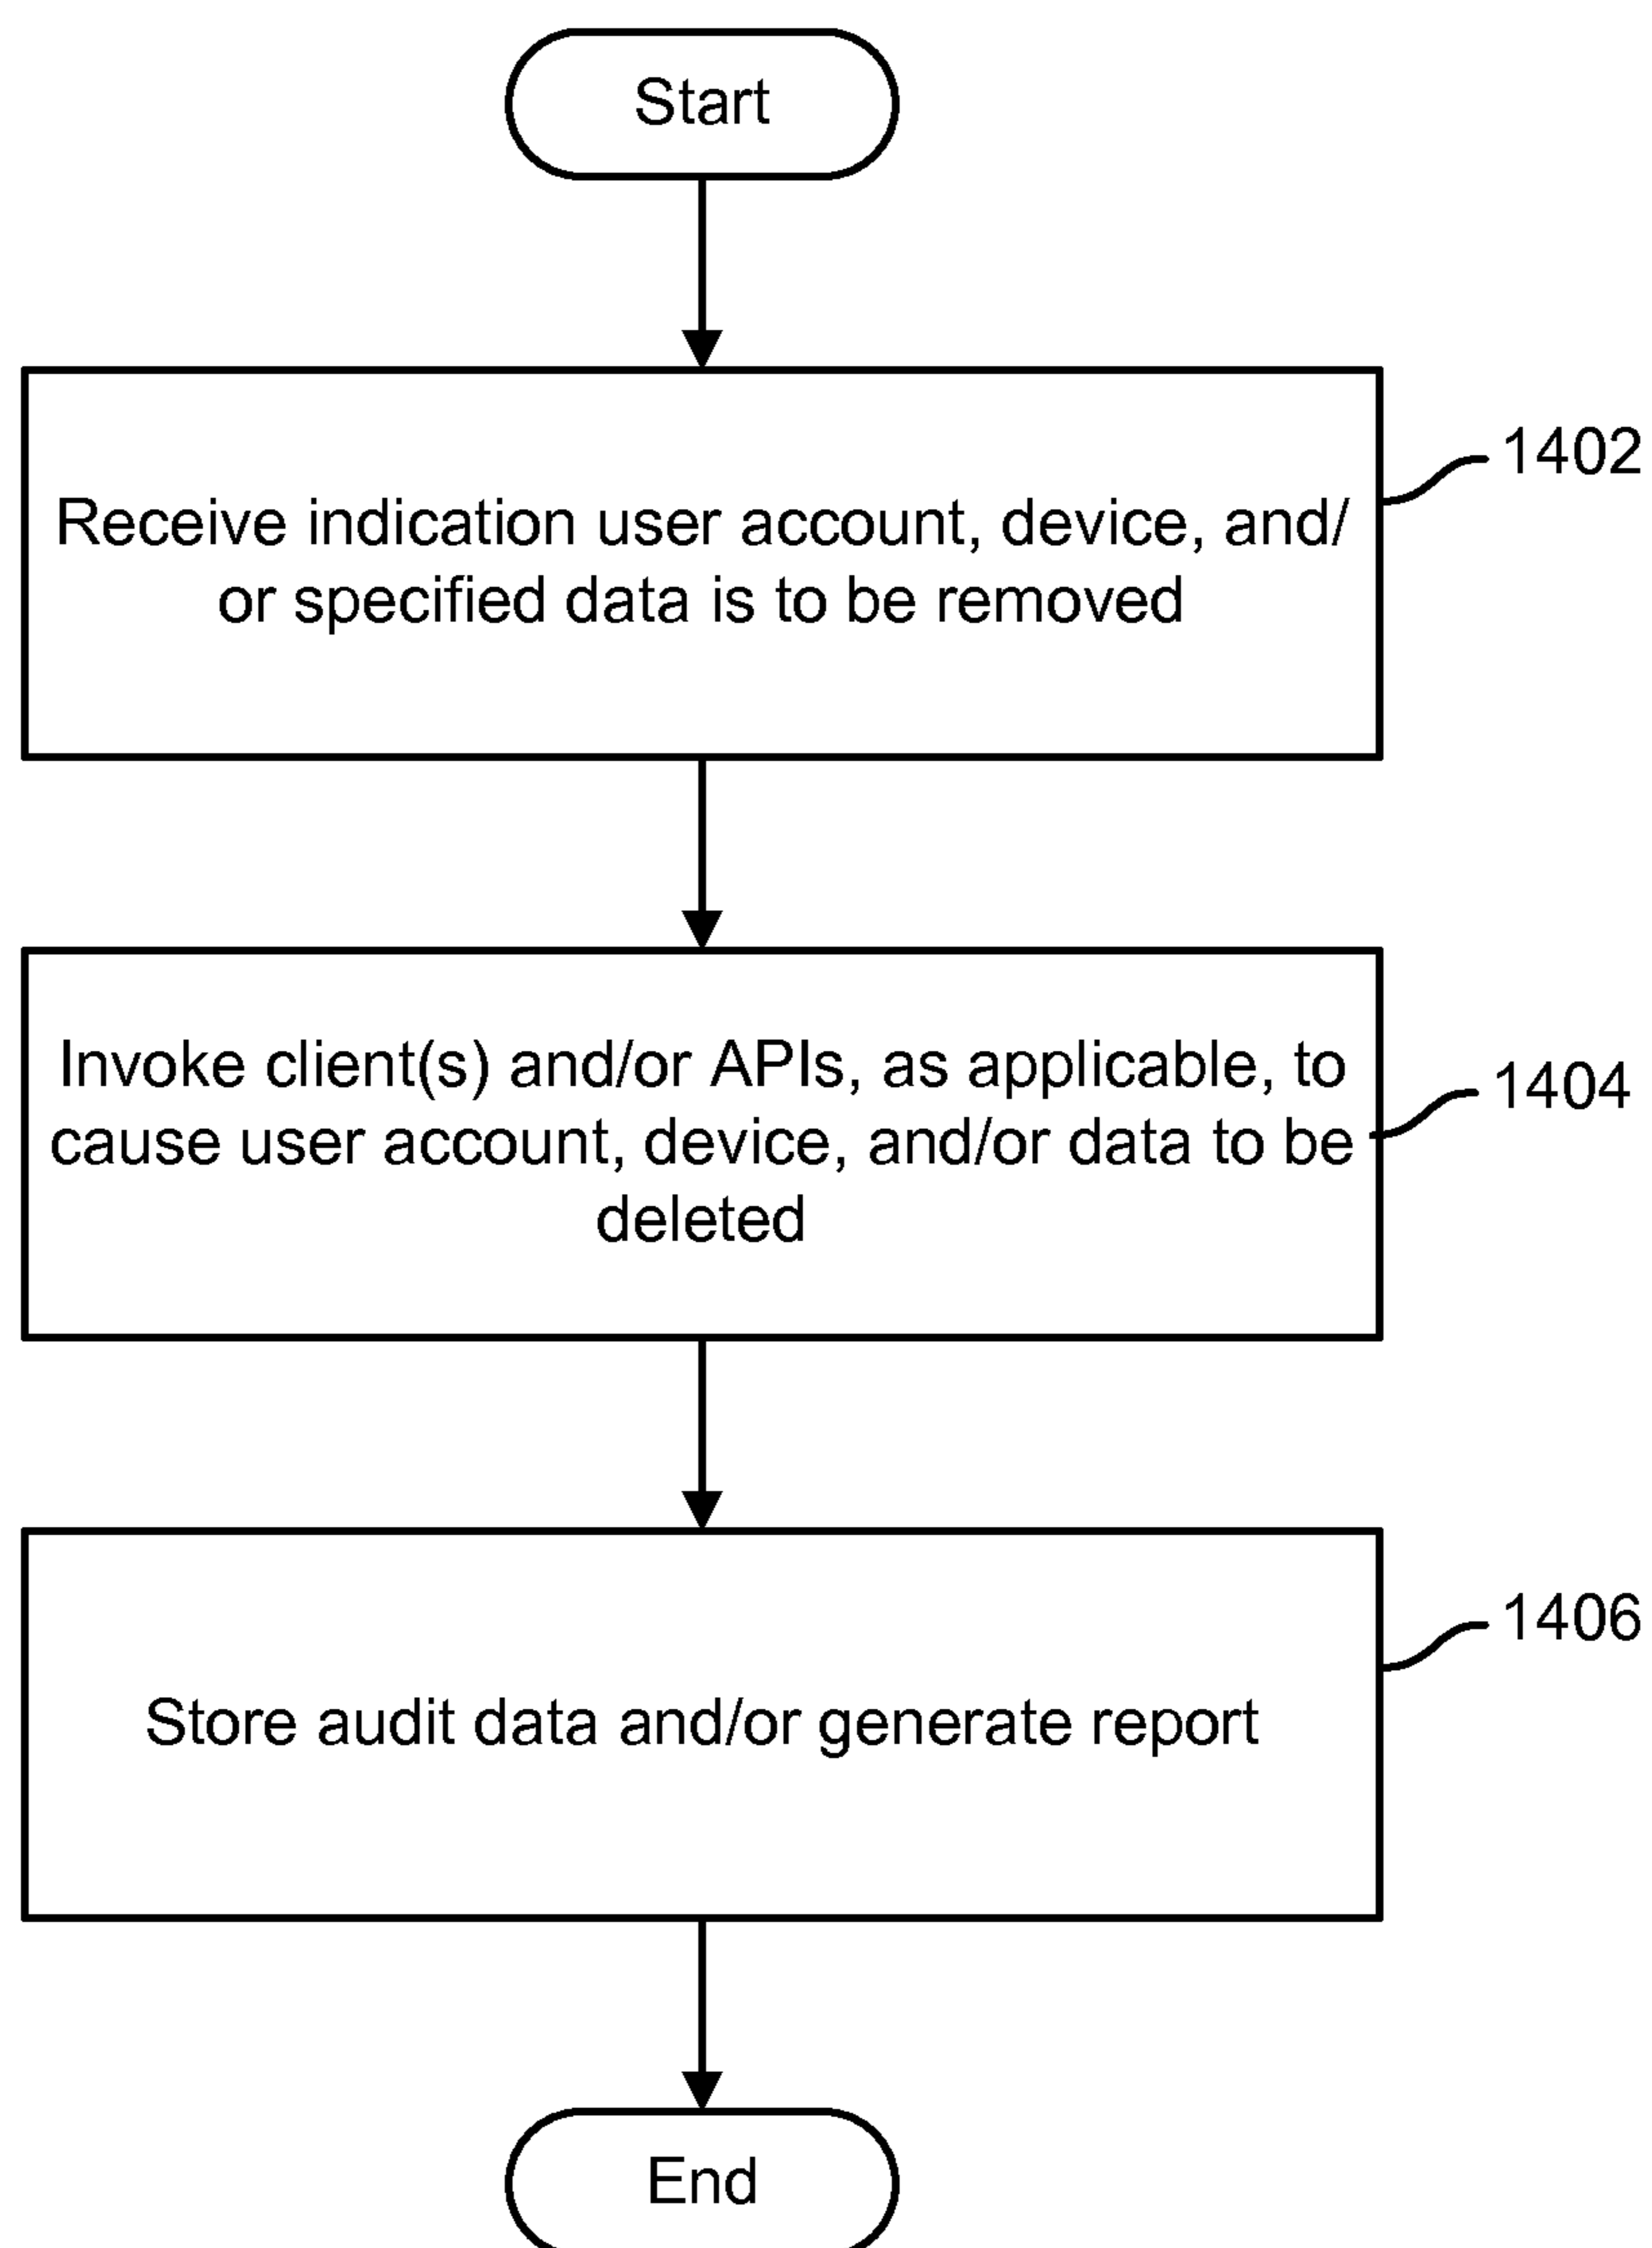 Start
1402
Receive indication user account, device, and/
or specified data is to be removed
Invoke client(s) and/or APIs, as applicable, to
1404
cause user account, device, and/or data to be
deleted
1406
Store audit data and/or generate report
End